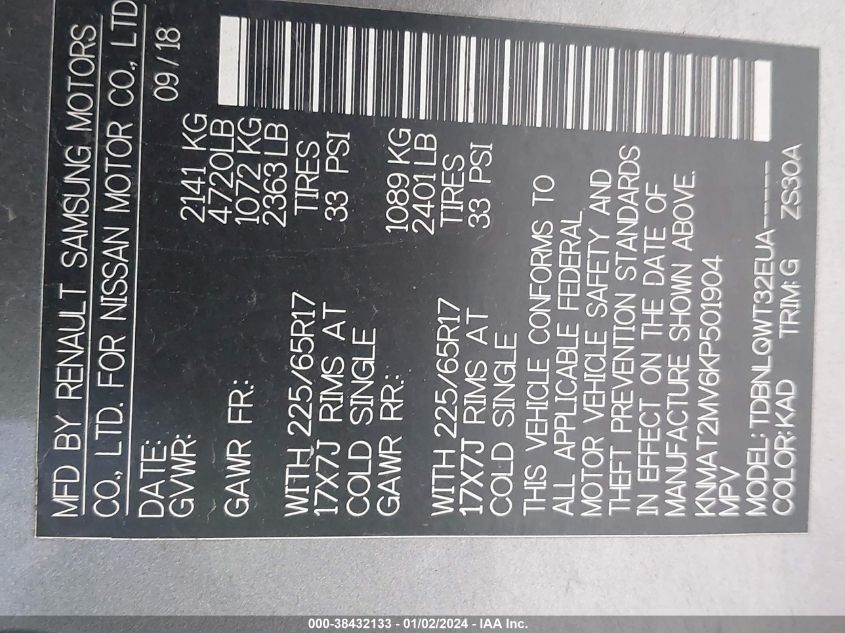 MFD BY RENAULT SAMSUNG MOTORS
CO., LTD. FOR NISSAN MOTOR CO., LTD
DATE: 09/18
GVWR: 2141 KG
4720LB
GAWR FR.: 1072 KG
2363 LB
WITH 225/65R17 TIRES
17X7J RIMS AT 33 PSI
COLD SINGLE
GAWR RR.: 1089 KG
2401 LB
WITH 225/65R17 TIRES
17X7J RIMS AT 33 PSI
COLD SINGLE
THIS VEHICLE CONFORMS TO
ALL APPLICABLE FEDERAL
MOTOR VEHICLE SAFETY AND
THEFT PREVENTION STANDARDS
IN EFFECT ON THE DATE OF
MANUFACTURE SHOWN ABOVE.
KNMAT2MV6KP501904
MPV
MODEL: TDBNLQWT32EUA-----
COLOR: KAD TRIM: G ZS30A
000-38432133 - 01/02/2024 - IAA Inc.